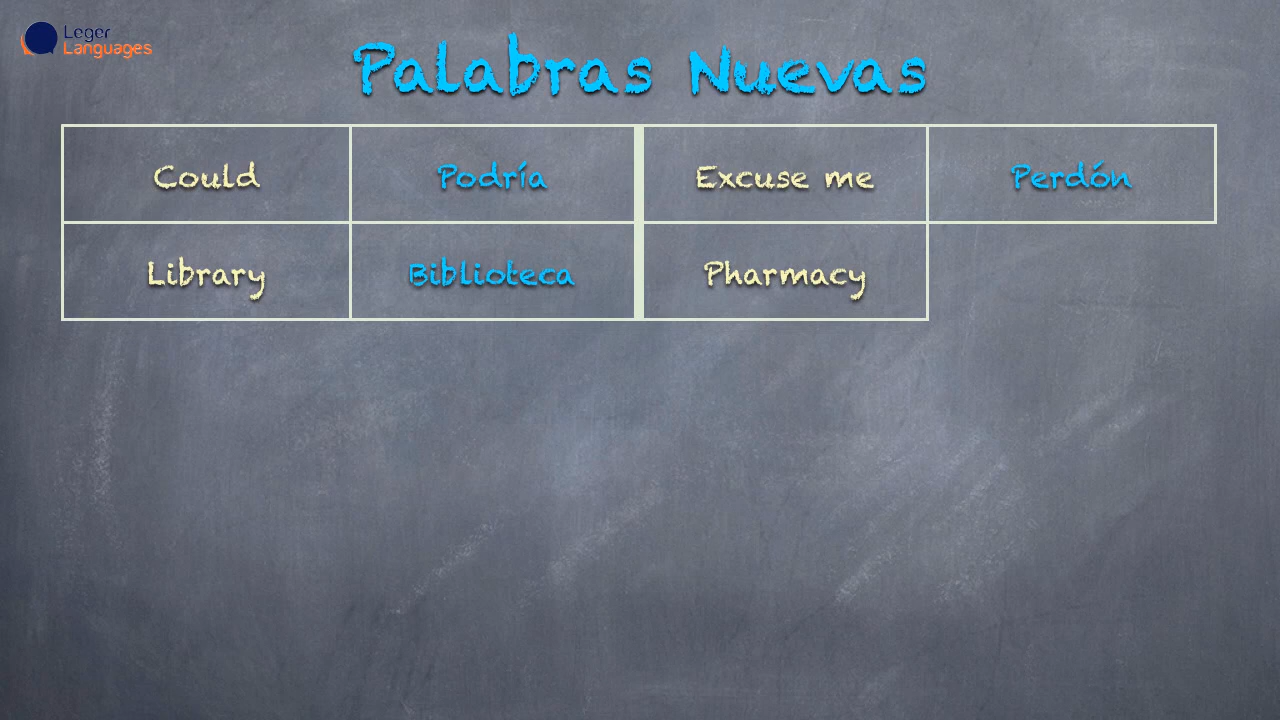 Leger
Languages
Palabras Nuevas
Could Podría Excuse me Perdón
Library Biblioteca Pharmacy